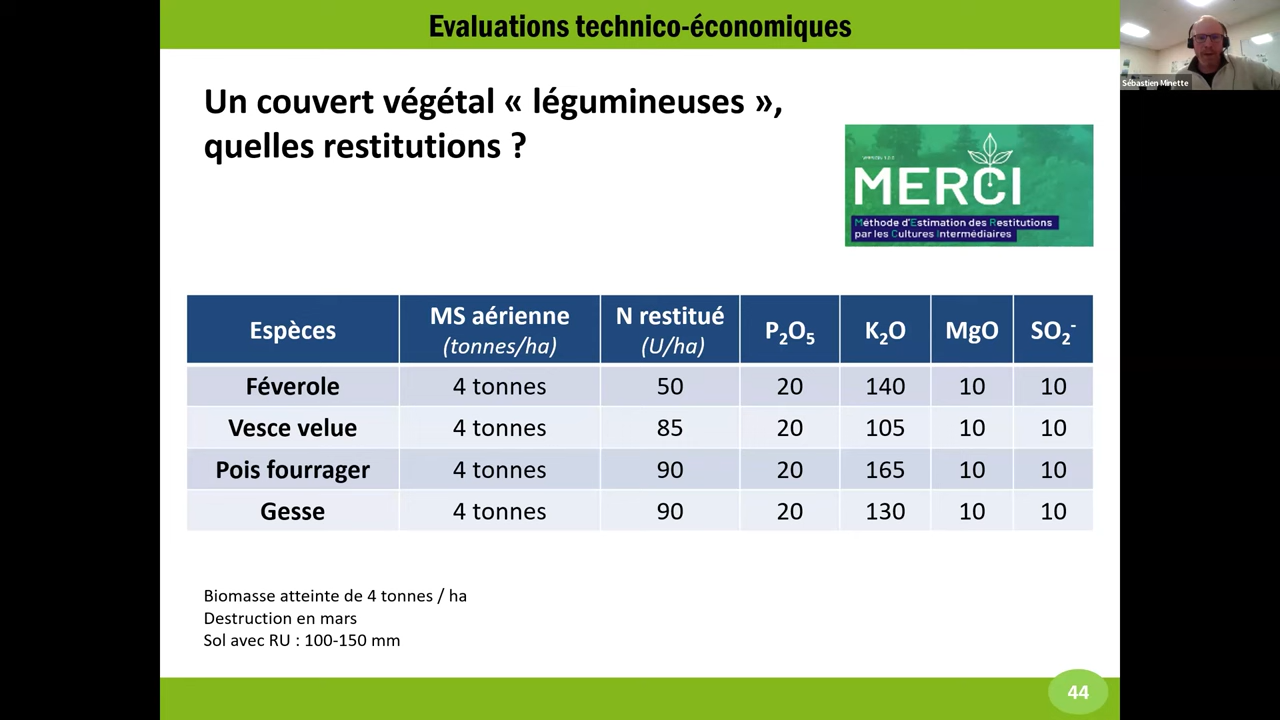 Evaluations technico-économiques
Sébastien Minette
Un couvert végétal « légumineuses »,
quelles restitutions ?
MERCI
Méthode d'Estimation des Restitutions
par les Cultures Intermédiaires
Espèces MS aérienne (tonnes/ha) N restitué (U/ha) P2O5 K2O MgO SO2-
Féverole 4 tonnes 50 20 140 10 10
Vesce velue 4 tonnes 85 20 105 10 10
Pois fourrager 4 tonnes 90 20 165 10 10
Gesse 4 tonnes 90 20 130 10 10
Biomasse atteinte de 4 tonnes / ha
Destruction en mars
Sol avec RU : 100-150 mm
44